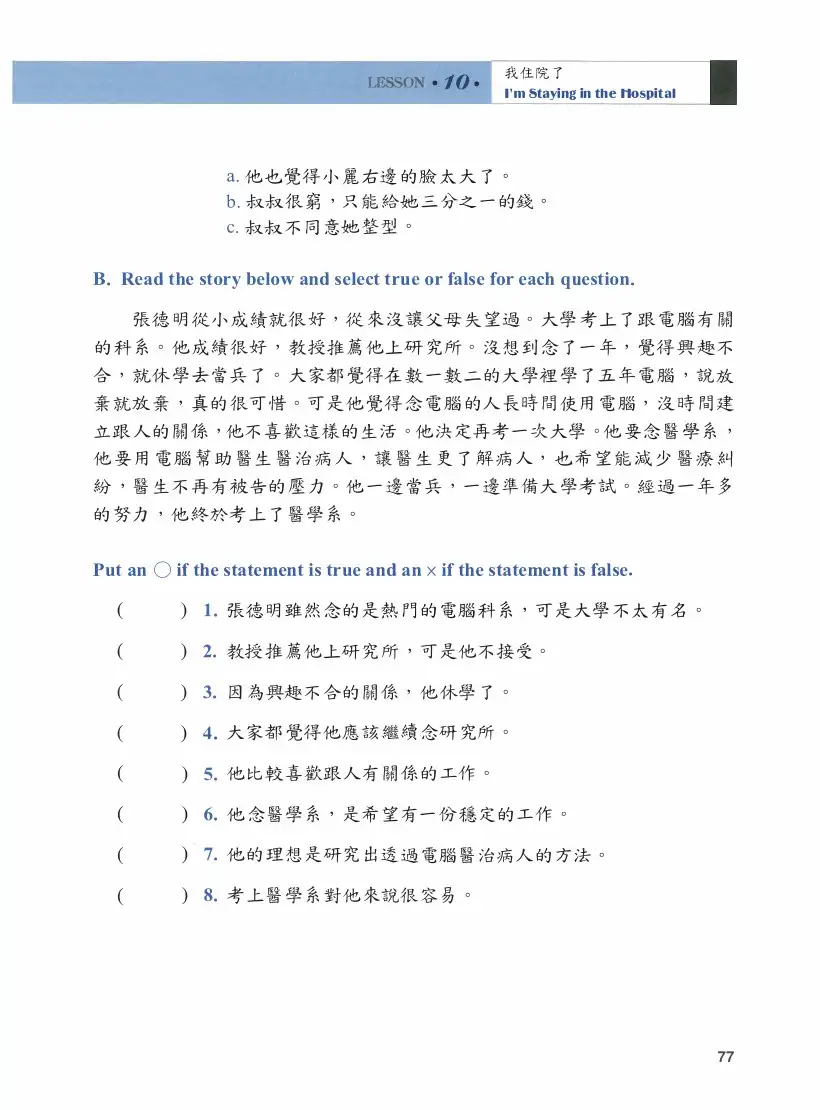 LESSON • 10 •
我住院了
I'm Staying in the Hospital
a. 他也覺得小麗右邊的臉太大了。
b. 叔叔很窮，只能給她三分之一的錢。
c. 叔叔不同意她整型。
B. Read the story below and select true or false for each question.
張德明從小成績就很好，從來沒讓父母失望過。大學考上了跟電腦有關
的科系。他成績很好，教授推薦他上研究所。沒想到念了一年，覺得興趣不
合，就休學去當兵了。大家都覺得在數一數二的大學裡學了五年電腦，說放
棄就放棄，真的很可惜。可是他覺得念電腦的人長時間使用電腦，沒時間建
立跟人的關係，他不喜歡這樣的生活。他決定再考一次大學。他要念醫學系，
他要用電腦幫助醫生醫治病人，讓醫生更了解病人，也希望能減少醫療糾
紛，醫生不再有被告的壓力。他一邊當兵，一邊準備大學考試。經過一年多
的努力，他終於考上了醫學系。
Put an ○ if the statement is true and an × if the statement is false.
( ) 1. 張德明雖然念的是熱門的電腦科系，可是大學不太有名。
( ) 2. 教授推薦他上研究所，可是他不接受。
( ) 3. 因為興趣不合的關係，他休學了。
( ) 4. 大家都覺得他應該繼續念研究所。
( ) 5. 他比較喜歡跟人有關係的工作。
( ) 6. 他念醫學系，是希望有一份穩定的工作。
( ) 7. 他的理想是研究出透過電腦醫治病人的方法。
( ) 8. 考上醫學系對他來說很容易。
77